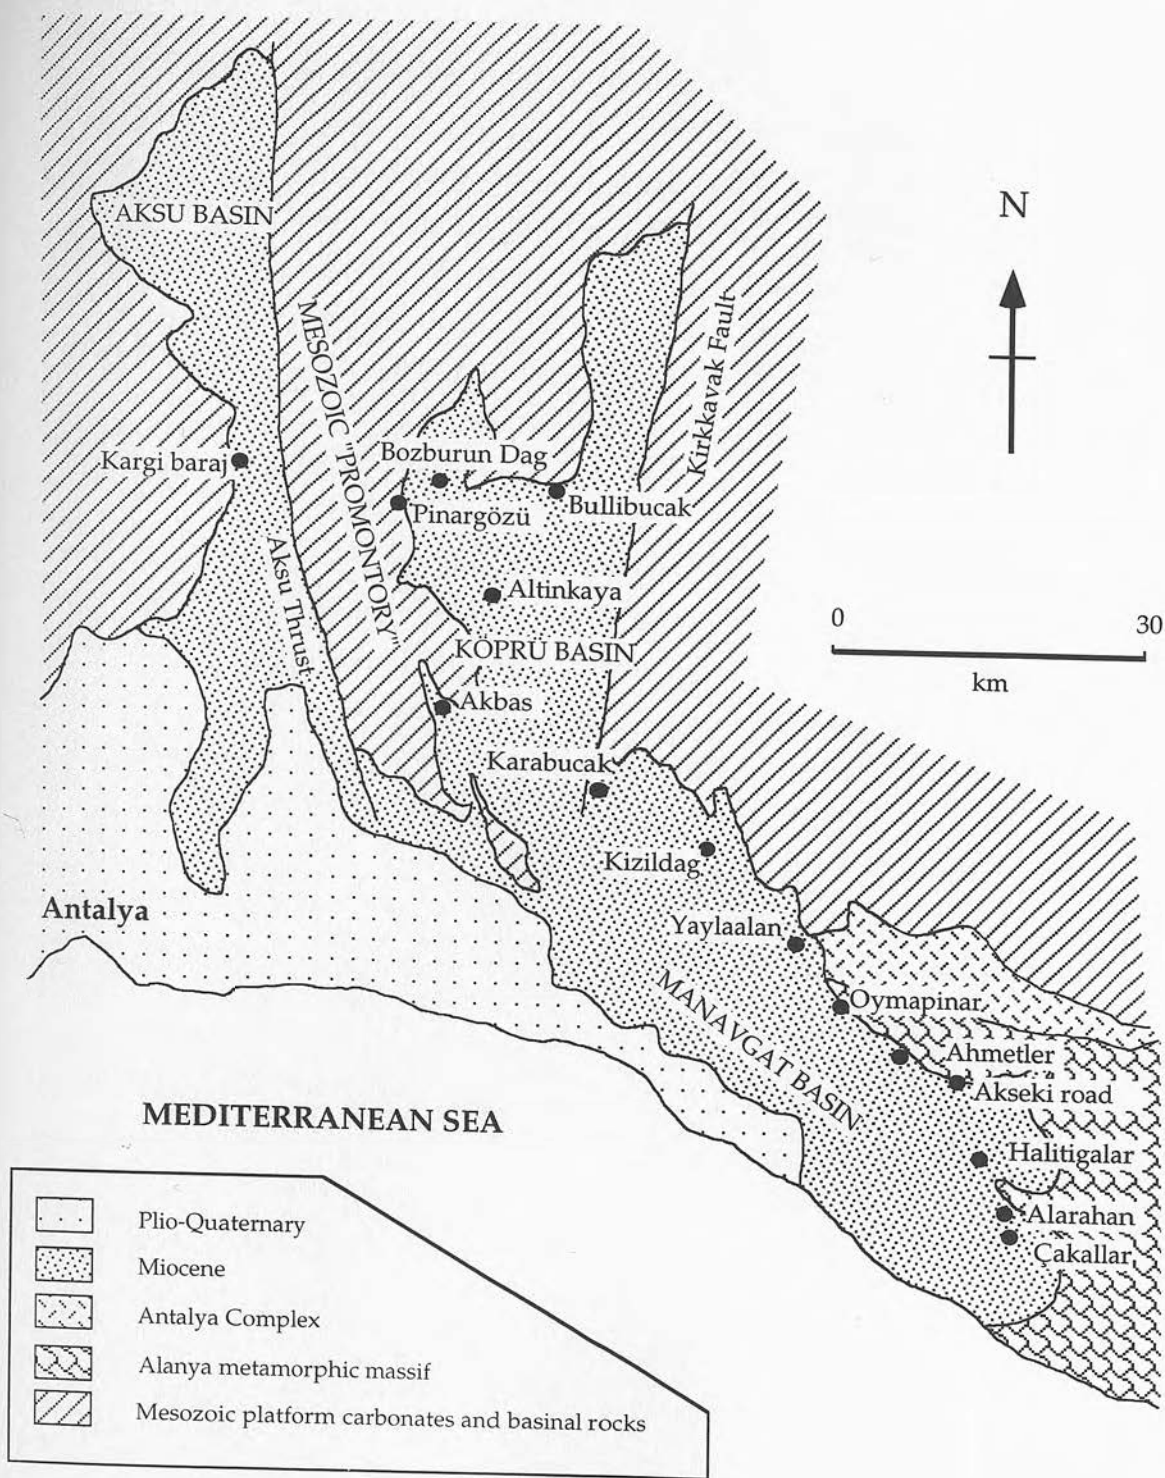 N
AKSU BASIN
MESOZOIC "PROMONTORY"
Kirkkavak Fault
Kargi baraj
Bozburun Dag
Pinargözü
Bullibucak
Aksu Thrust
Altinkaya
KÖPRÜ BASIN
0 30
km
Akbas
Karabucak
Kizildag
Antalya
Yaylaalan
MANAVGAT BASIN
Oymapinar
Ahmetler
Akseki road
MEDITERRANEAN SEA
Halitigalar
Alarahan
Çakallar
Plio-Quaternary
Miocene
Antalya Complex
Alanya metamorphic massif
Mesozoic platform carbonates and basinal rocks